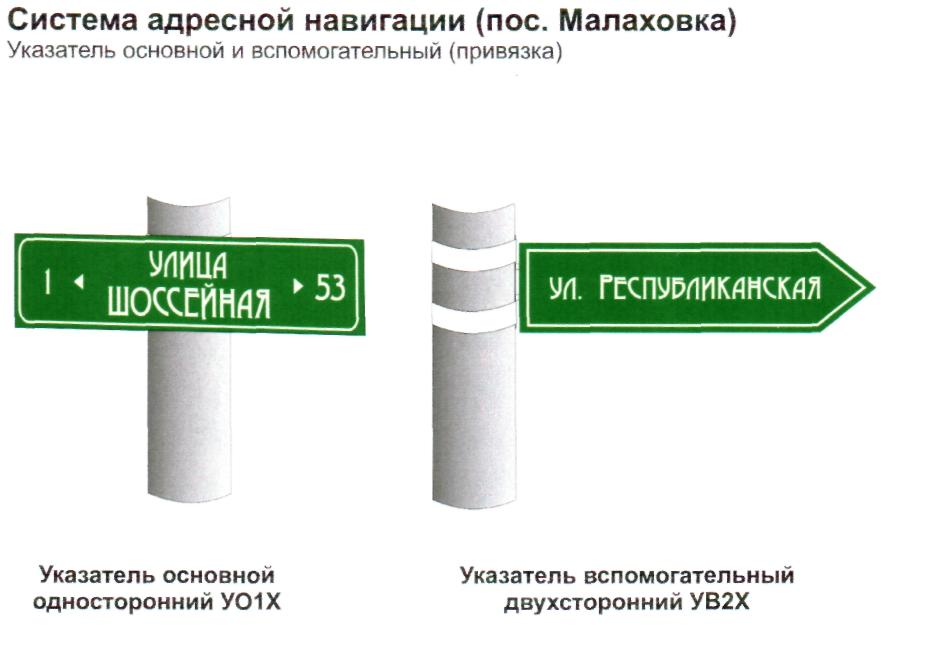 Система адресной навигации (пос. Малаховка)
Указатель основной и вспомогательный (привязка)
1 ◄ УЛИЦА ► 53
ШОССЕЙНАЯ
УЛ. РЕСПУБЛИКАНСКАЯ
Указатель основной
односторонний УО1Х
Указатель вспомогательный
двухсторонний УВ2Х